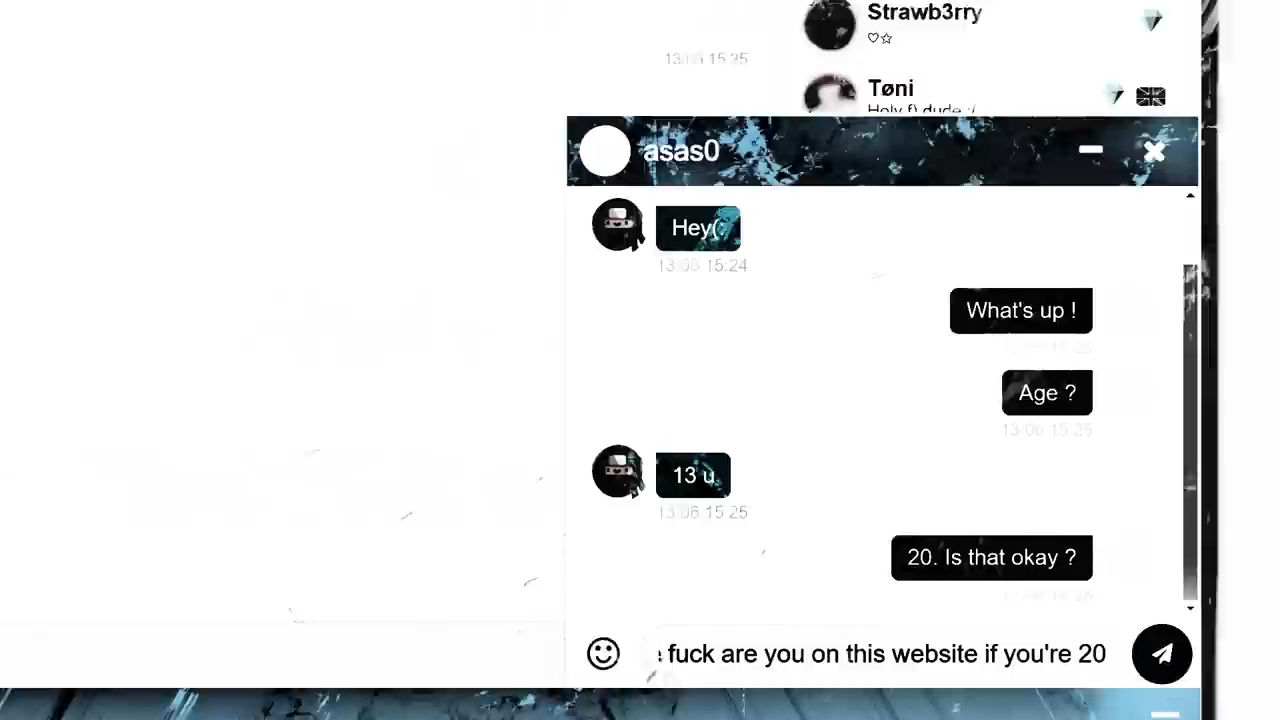 Strawb3rry
♡☆
13:06 15:35
Tøni
Holy f) dude :(
asas0
Hey(
13:06 15:24
What's up !
Age ?
13:06 15:25
13 u
13:06 15:25
20. Is that okay ?
fuck are you on this website if you're 20